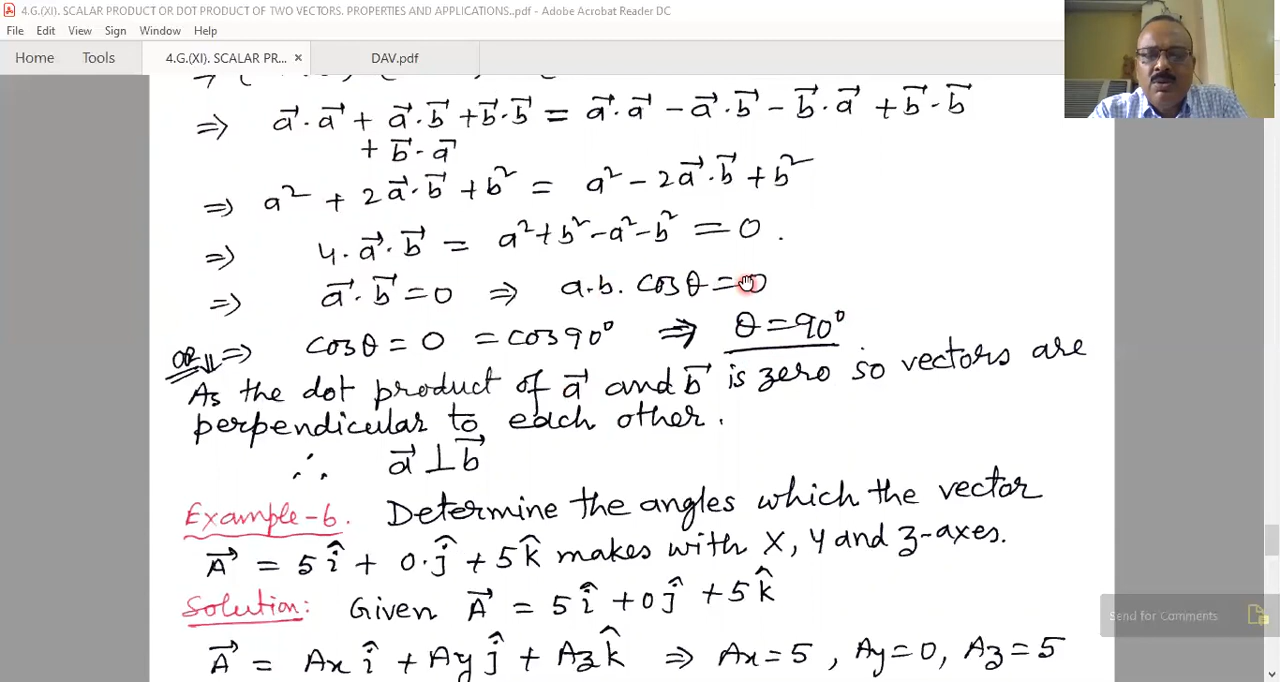 4.G.(XI). SCALAR PRODUCT OR DOT PRODUCT OF TWO VECTORS. PROPERTIES AND APPLICATIONS..pdf - Adobe Acrobat Reader DC
File Edit View Sign Window Help
Home Tools 4.G.(XI). SCALAR PR... × DAV.pdf
⇒ a⃗·a⃗ + a⃗·b⃗ + b⃗·b⃗ = a⃗·a⃗ − a⃗·b⃗ − b⃗·a⃗ + b⃗·b⃗
+ b⃗·a⃗
⇒ a² + 2a⃗·b⃗ + b² = a² − 2a⃗·b⃗ + b²
⇒ 4·a⃗·b⃗ = a² + b² − a² − b² = 0.
⇒ a⃗·b⃗ = 0 ⇒ a·b·cosθ = 0
OR ⇒ cosθ = 0 = cos90° ⇒ θ = 90°
As the dot product of a⃗ and b⃗ is zero so vectors are
perpendicular to each other.
∴ a⃗ ⊥ b⃗
Example-6. Determine the angles which the vector
A⃗ = 5î + 0·ĵ + 5k̂ makes with X, Y and Z-axes.
Solution: Given A⃗ = 5î + 0ĵ + 5k̂
A⃗ = Ax î + Ay ĵ + Az k̂ ⇒ Ax = 5, Ay = 0, Az = 5
Send for Comments